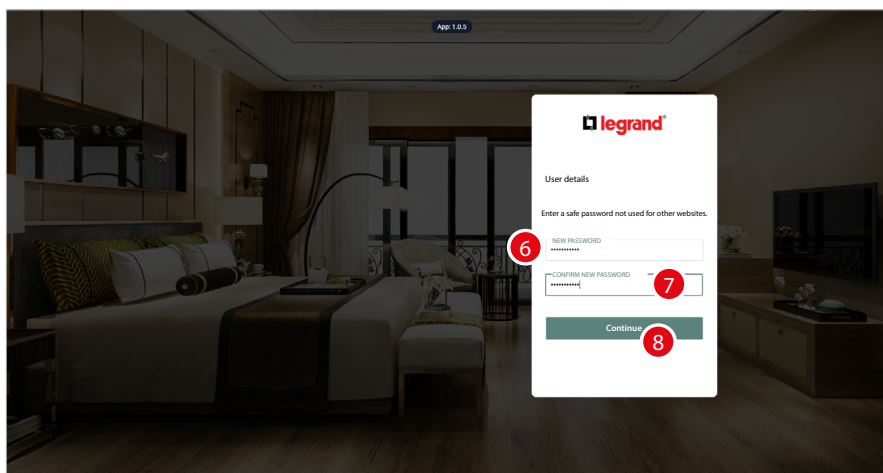 App: 1.0.5
legrand®
User details
Enter a safe password not used for other websites.
NEW PASSWORD
•••••••••••
6
CONFIRM NEW PASSWORD
•••••••••••
7
Continue
8